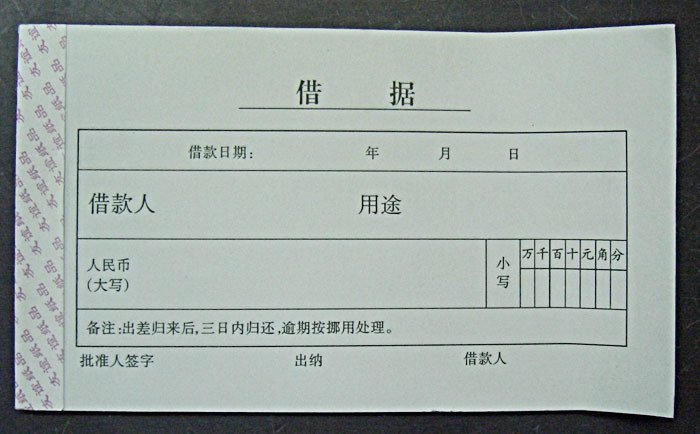 借 据
借款日期: 年 月 日
借款人 用途
人民币
(大写)
小写
万千百十元角分
备注:出差归来后,三日内归还,逾期按挪用处理。
批准人签字 出纳 借款人